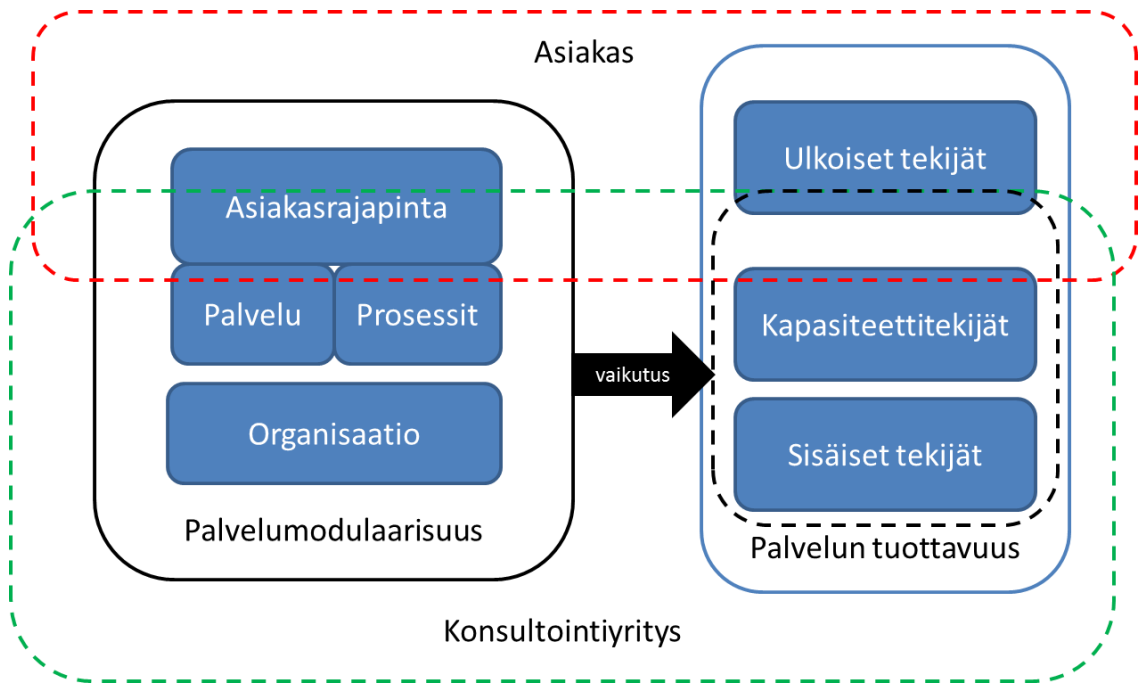 Asiakas
Asiakasrajapinta
Palvelu
Prosessit
Organisaatio
Palvelumodulaarisuus
vaikutus
Ulkoiset tekijät
Kapasiteettitekijät
Sisäiset tekijät
Palvelun tuottavuus
Konsultointiyritys